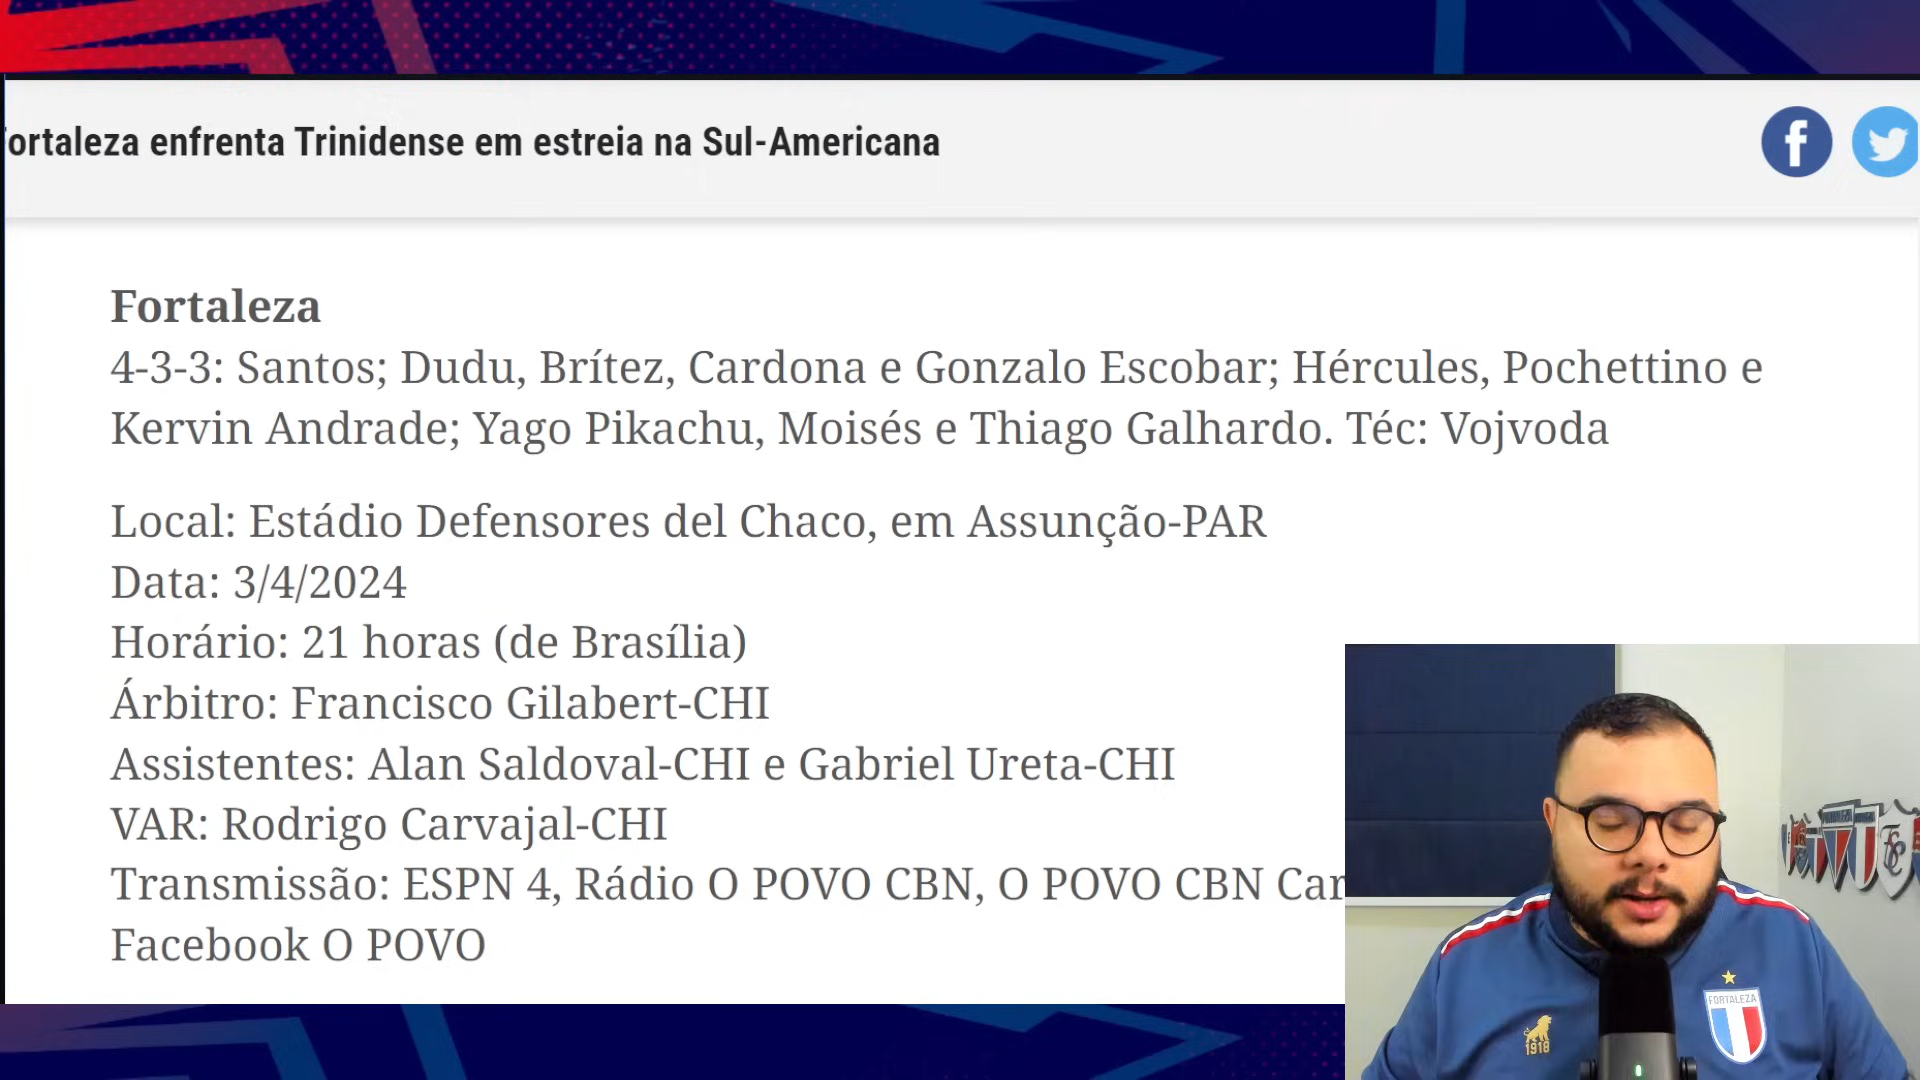 ortaleza enfrenta Trinidense em estreia na Sul-Americana
Fortaleza
4-3-3: Santos; Dudu, Brítez, Cardona e Gonzalo Escobar; Hércules, Pochettino e
Kervin Andrade; Yago Pikachu, Moisés e Thiago Galhardo. Téc: Vojvoda
Local: Estádio Defensores del Chaco, em Assunção-PAR
Data: 3/4/2024
Horário: 21 horas (de Brasília)
Árbitro: Francisco Gilabert-CHI
Assistentes: Alan Saldoval-CHI e Gabriel Ureta-CHI
VAR: Rodrigo Carvajal-CHI
Transmissão: ESPN 4, Rádio O POVO CBN, O POVO CBN Car
Facebook O POVO
FORTALEZA
1918